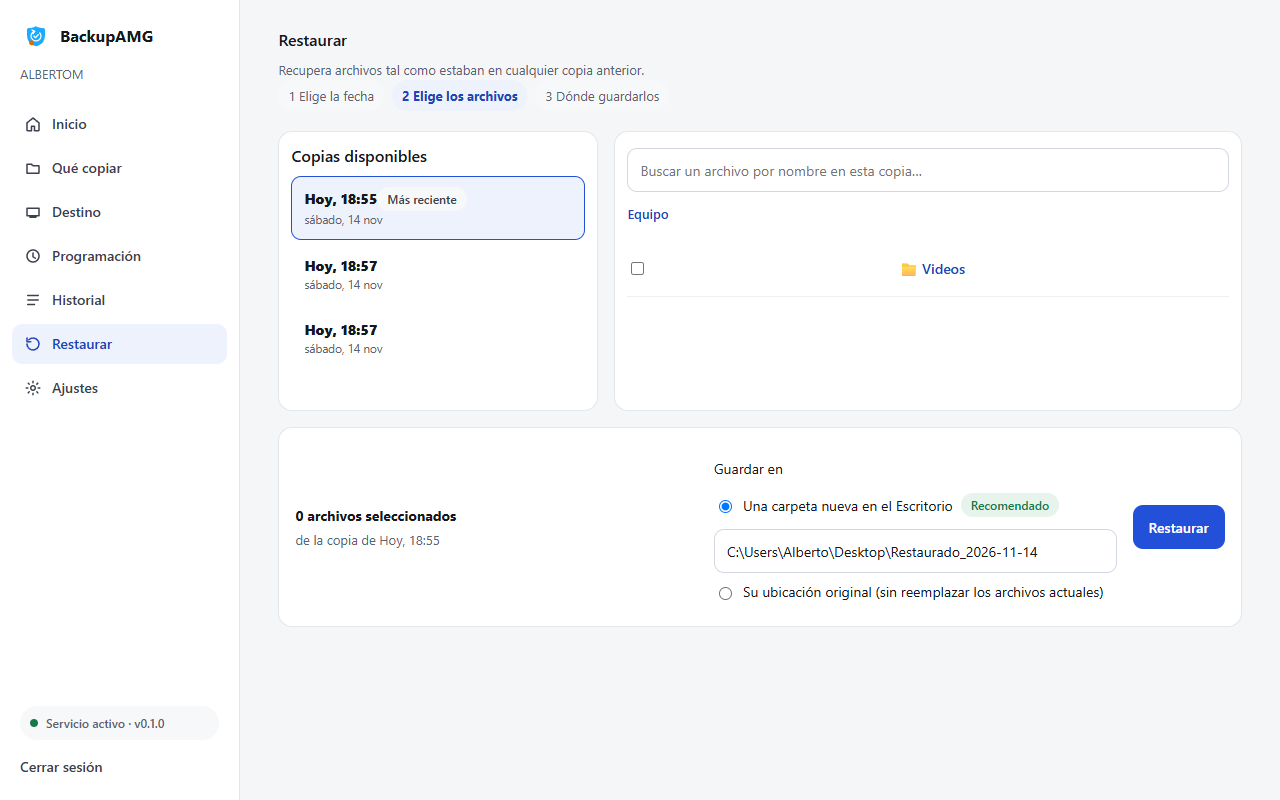 BackupAMG
ALBERTOM
Inicio
Qué copiar
Destino
Programación
Historial
Restaurar
Ajustes
Servicio activo · v0.1.0
Cerrar sesión
Restaurar
Recupera archivos tal como estaban en cualquier copia anterior.
1 Elige la fecha
2 Elige los archivos
3 Dónde guardarlos
Copias disponibles
Hoy, 18:55 Más reciente
sábado, 14 nov
Hoy, 18:57
sábado, 14 nov
Hoy, 18:57
sábado, 14 nov
Buscar un archivo por nombre en esta copia...
Equipo
Videos
0 archivos seleccionados
de la copia de Hoy, 18:55
Guardar en
Una carpeta nueva en el Escritorio Recomendado
C:\Users\Alberto\Desktop\Restaurado_2026-11-14
Su ubicación original (sin reemplazar los archivos actuales)
Restaurar